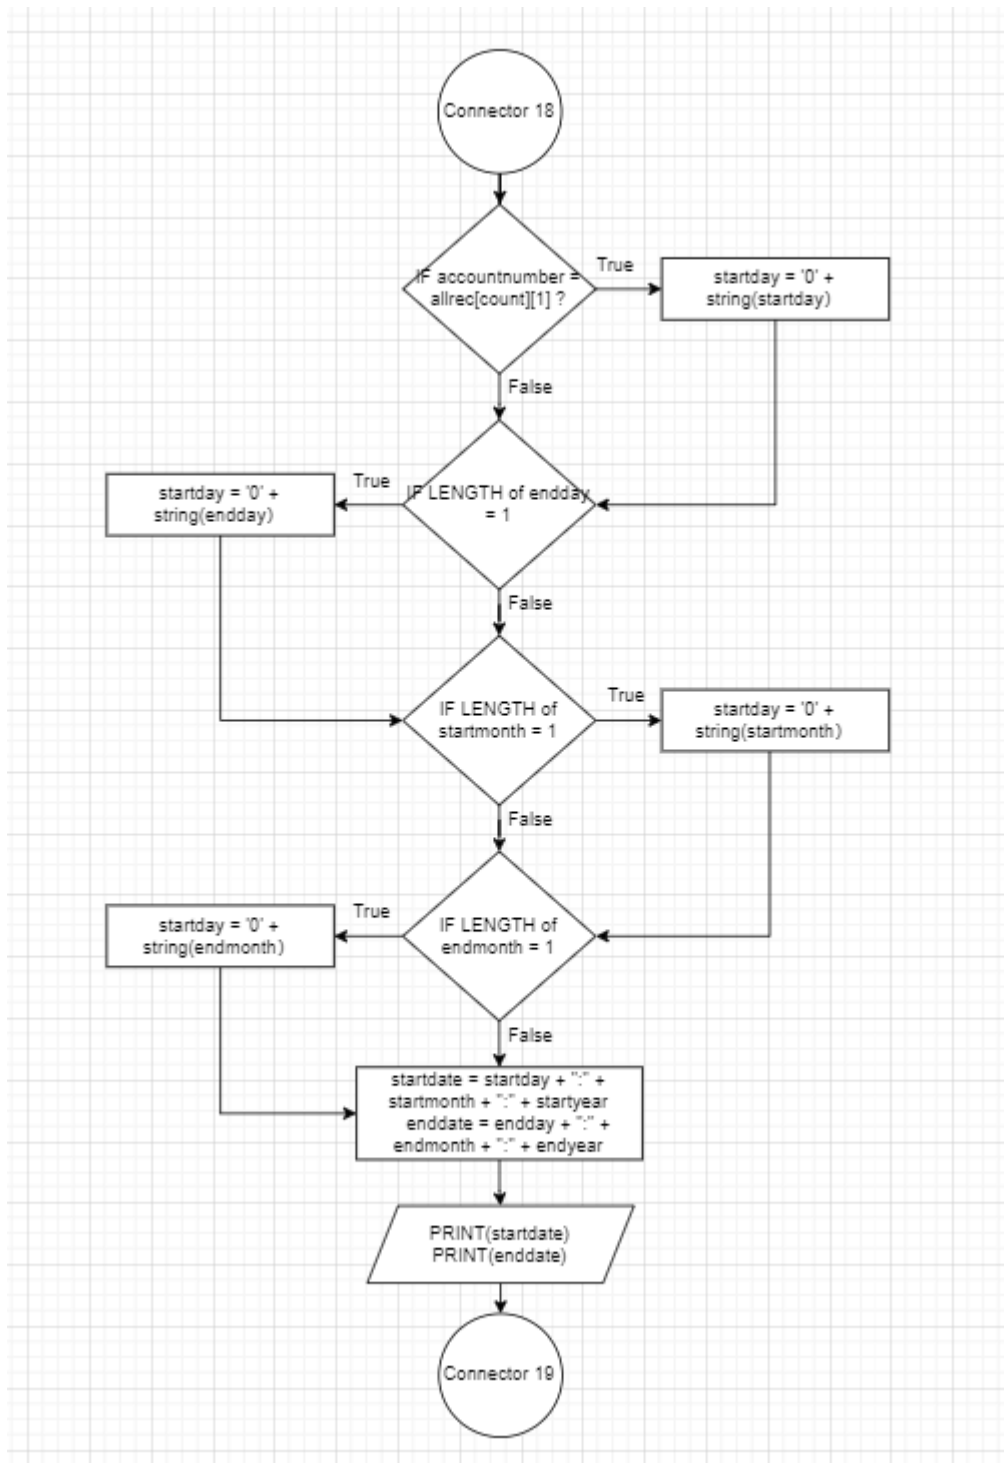 Connector 18
IF accountnumber =
allrec[count][1] ?
True
startday = '0' +
string(startday)
False
IF LENGTH of endday
= 1
True
startday = '0' +
string(endday)
False
IF LENGTH of
startmonth = 1
True
startday = '0' +
string(startmonth)
False
IF LENGTH of
endmonth = 1
True
startday = '0' +
string(endmonth)
False
startdate = startday + ":" +
startmonth + ":" + startyear
enddate = endday + ":" +
endmonth + ":" + endyear
PRINT(startdate)
PRINT(enddate)
Connector 19